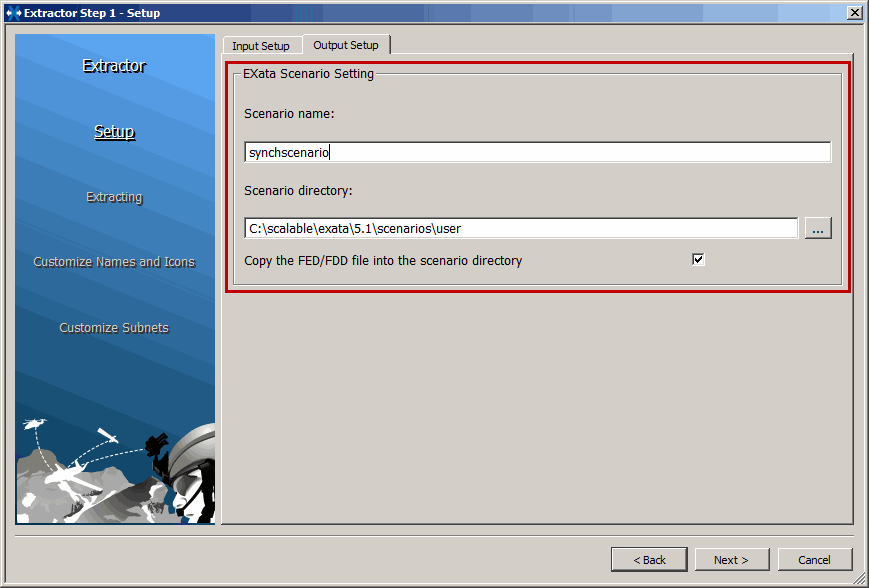 Extractor Step 1 - Setup
Extractor
Setup
Extracting
Customize Names and Icons
Customize Subnets
Input Setup
Output Setup
EXata Scenario Setting
Scenario name:
synchscenario
Scenario directory:
C:\scalable\exata\5.1\scenarios\user
...
Copy the FED/FDD file into the scenario directory
< Back
Next >
Cancel